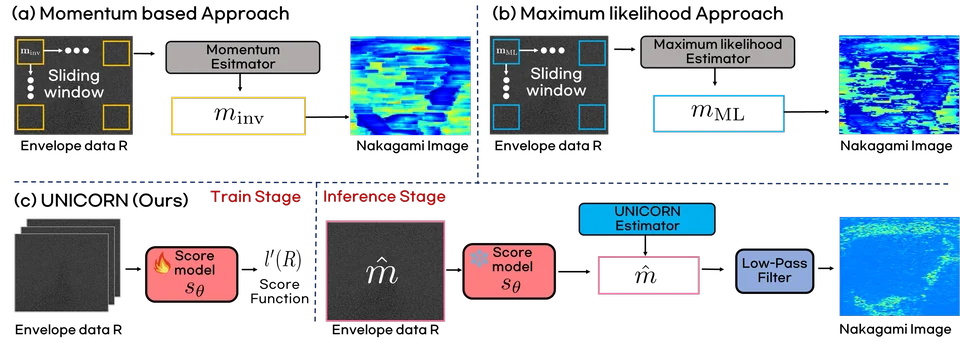 (a) Momentum based Approach
m_inv
Sliding
window
Envelope data R
Momentum
Esitmator
m_inv
Nakagami Image
(b) Maximum likelihood Approach
m_ML
Sliding
window
Envelope data R
Maximum likelihood
Estimator
m_ML
Nakagami Image
(c) UNICORN (Ours)
Train Stage
Envelope data R
Score
model
s_θ
l′(R)
Score
Function
Inference Stage
m̂
Envelope data R
Score
model
s_θ
UNICORN
Estimator
m̂
Low-Pass
Filter
Nakagami Image